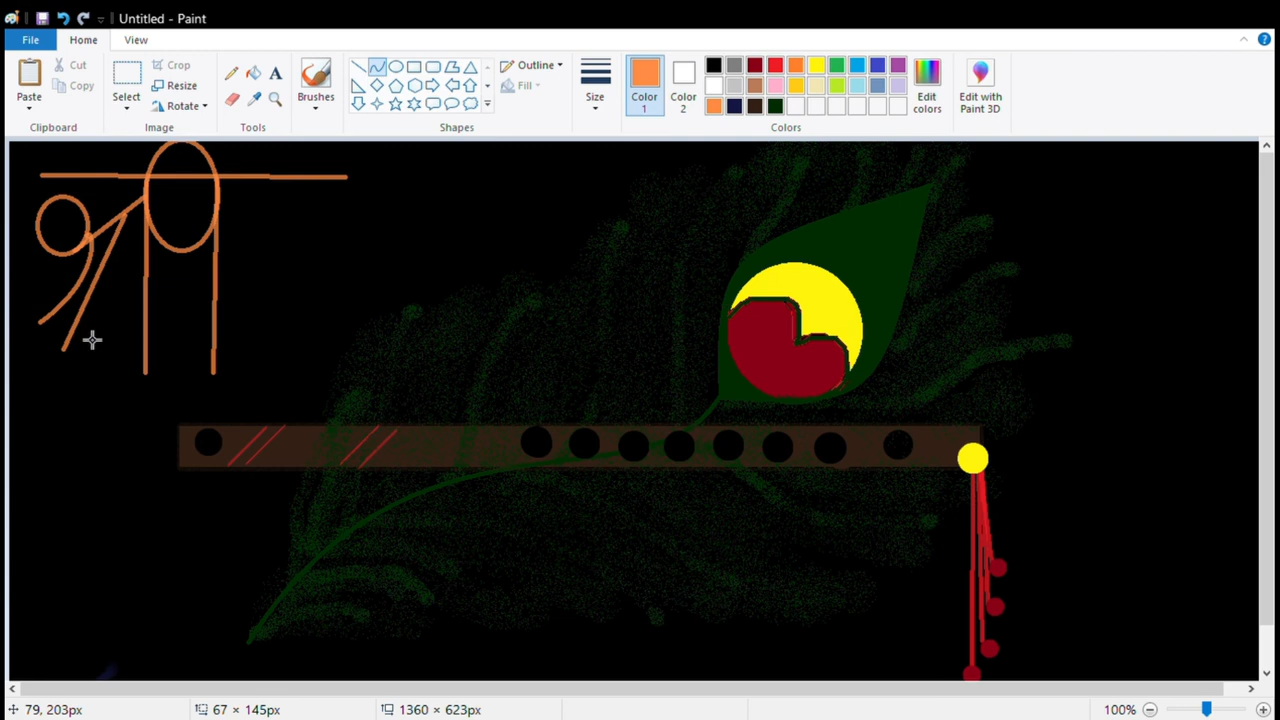 Untitled - Paint
File Home View
Paste Cut Copy Select Crop Resize Rotate Brushes Outline Fill Size Color 1 Color 2 Edit colors Edit with Paint 3D
Clipboard Image Tools Shapes Colors
श्री
79, 203px 67 × 145px 1360 × 623px 100%